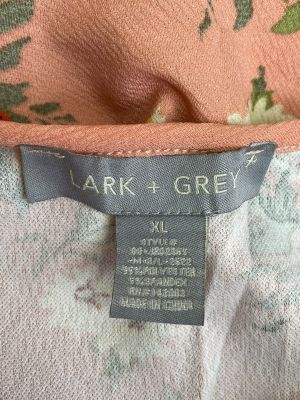 LARK + GREY
XL
STYLE#
95% POLYESTER
5% SPANDEX
MADE IN CHINA